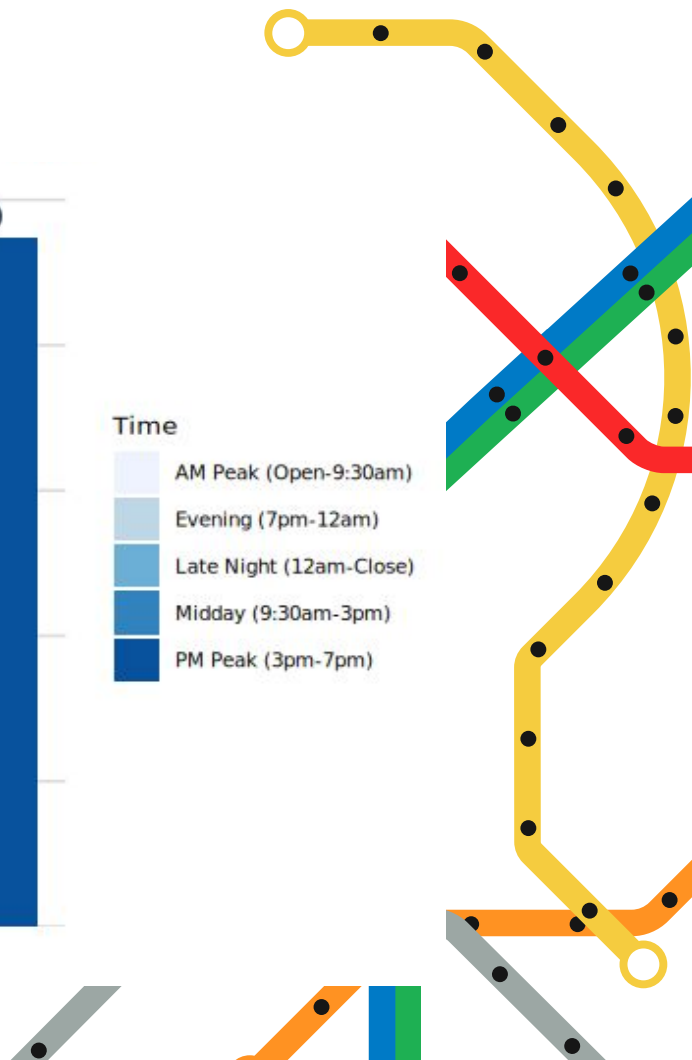 Time
AM Peak (Open-9:30am)
Evening (7pm-12am)
Late Night (12am-Close)
Midday (9:30am-3pm)
PM Peak (3pm-7pm)